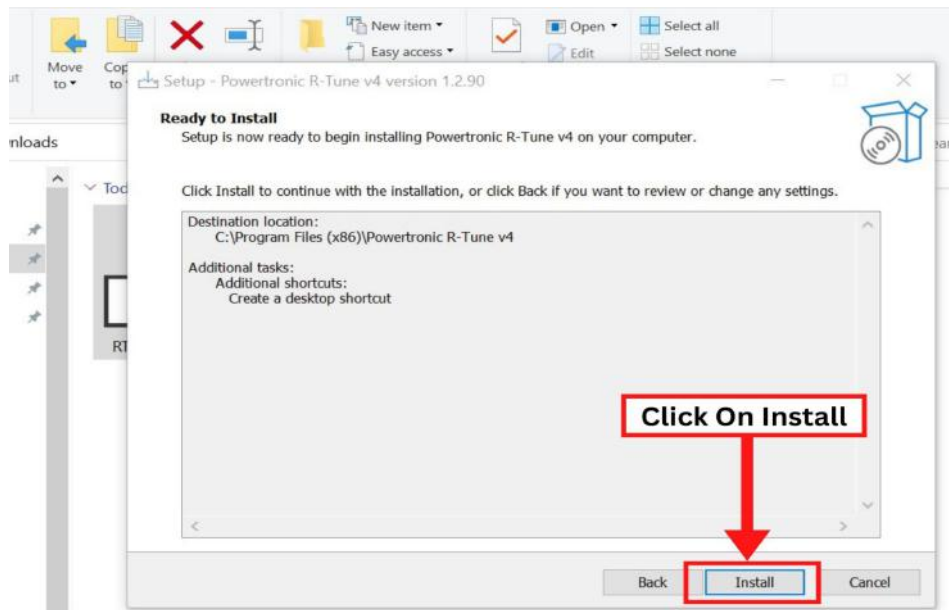 New item
Open
Select all
Easy access
Edit
Select none
Move
to
to
Setup - Powertronic R-Tune v4 version 1.2.90
Ready to Install
Setup is now ready to begin installing Powertronic R-Tune v4 on your computer.
Click Install to continue with the installation, or click Back if you want to review or change any settings.
Destination location:
C:\Program Files (x86)\Powertronic R-Tune v4
Additional tasks:
Additional shortcuts:
Create a desktop shortcut
Click On Install
Back
Install
Cancel